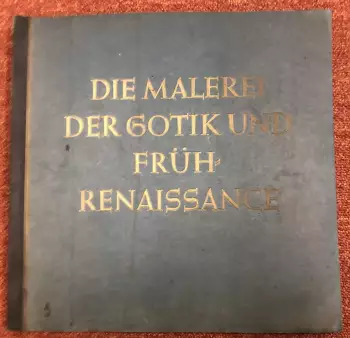 DIE MALEREI
DER GOTIK UND
FRÜH-
RENAISSANCE